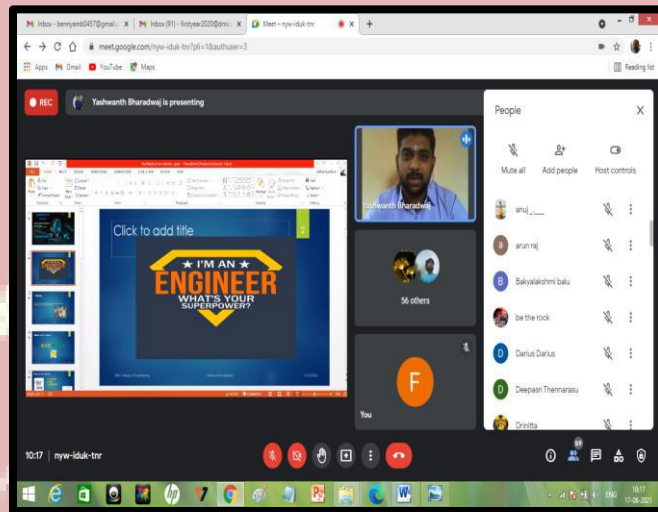 Inbox - bennyamb0457@gmail.c
Inbox (91) - firstyear2020@dmic
Meet – nyw-iduk-tnr
meet.google.com/nyw-iduk-tnr?pli=1&authuser=3
Apps
Gmail
YouTube
Maps
Reading list
REC
Yashwanth Bharadwaj is presenting
Click to add title
I'M AN
ENGINEER
WHAT'S YOUR
SUPERPOWER?
Yashwanth Bharadwaj
56 others
F
You
People
Mute all
Add people
Host controls
anuj_
a
arun raj
B
Bakyalakshmi balu
be the rock
D
Darius Darius
D
Deepasri Thennarasu
Drinitta
10:17 | nyw-iduk-tnr
ENG
10:17
17-08-2021